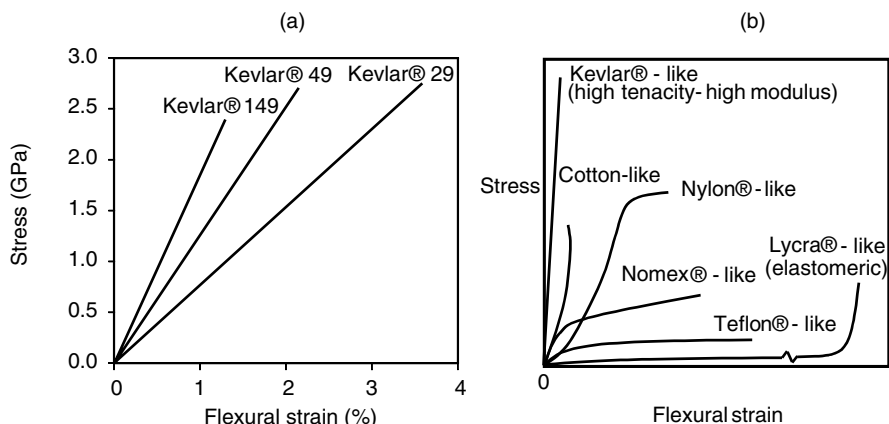 (a)
3.0
2.5
2.0
1.5
1.0
0.5
0.0
Stress (GPa)
Kevlar® 49
Kevlar® 29
Kevlar® 149
0
1
2
3
4
Flexural strain (%)
(b)
Kevlar® - like
(high tenacity- high modulus)
Stress
Cotton-like
Nylon® - like
Lycra® - like
(elastomeric)
Nomex® - like
Teflon® - like
0
Flexural strain